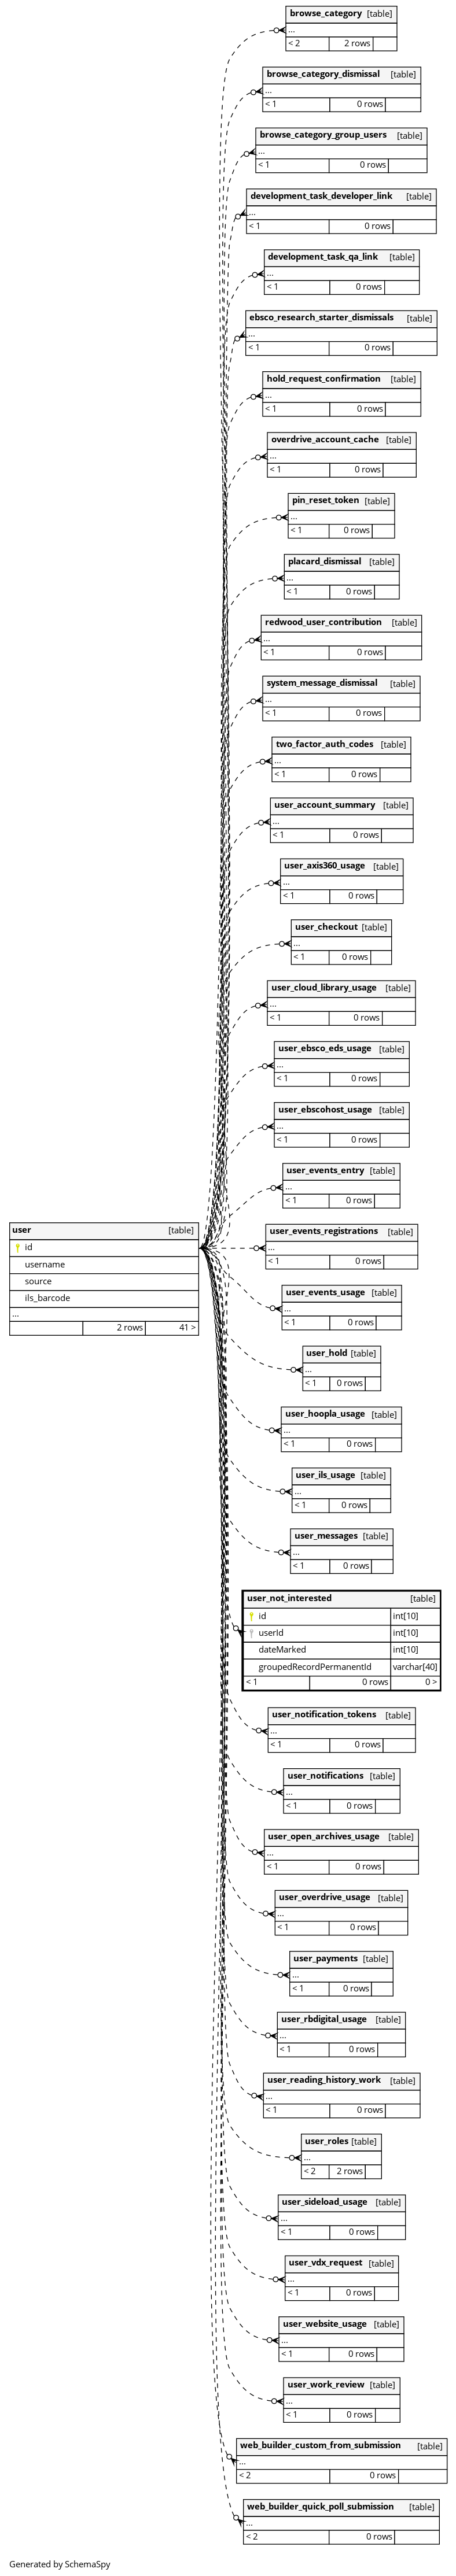 browse_category [table]
...
< 2 2 rows
browse_category_dismissal [table]
...
< 1 0 rows
browse_category_group_users [table]
...
< 1 0 rows
development_task_developer_link [table]
...
< 1 0 rows
development_task_qa_link [table]
...
< 1 0 rows
ebsco_research_starter_dismissals [table]
...
< 1 0 rows
hold_request_confirmation [table]
...
< 1 0 rows
overdrive_account_cache [table]
...
< 1 0 rows
pin_reset_token [table]
...
< 1 0 rows
placard_dismissal [table]
...
< 1 0 rows
redwood_user_contribution [table]
...
< 1 0 rows
system_message_dismissal [table]
...
< 1 0 rows
two_factor_auth_codes [table]
...
< 1 0 rows
user_account_summary [table]
...
< 1 0 rows
user_axis360_usage [table]
...
< 1 0 rows
user_checkout [table]
...
< 1 0 rows
user_cloud_library_usage [table]
...
< 1 0 rows
user_ebsco_eds_usage [table]
...
< 1 0 rows
user_ebscohost_usage [table]
...
< 1 0 rows
user_events_entry [table]
...
< 1 0 rows
user [table]
id
username
source
ils_barcode
...
2 rows 41 >
user_events_registrations [table]
...
< 1 0 rows
user_events_usage [table]
...
< 1 0 rows
user_hold [table]
...
< 1 0 rows
user_hoopla_usage [table]
...
< 1 0 rows
user_ils_usage [table]
...
< 1 0 rows
user_messages [table]
...
< 1 0 rows
user_not_interested [table]
id int[10]
userId int[10]
dateMarked int[10]
groupedRecordPermanentId varchar[40]
< 1 0 rows 0 >
user_notification_tokens [table]
...
< 1 0 rows
user_notifications [table]
...
< 1 0 rows
user_open_archives_usage [table]
...
< 1 0 rows
user_overdrive_usage [table]
...
< 1 0 rows
user_payments [table]
...
< 1 0 rows
user_rbdigital_usage [table]
...
< 1 0 rows
user_reading_history_work [table]
...
< 1 0 rows
user_roles [table]
...
< 2 2 rows
user_sideload_usage [table]
...
< 1 0 rows
user_vdx_request [table]
...
< 1 0 rows
user_website_usage [table]
...
< 1 0 rows
user_work_review [table]
...
< 1 0 rows
web_builder_custom_from_submission [table]
...
< 2 0 rows
web_builder_quick_poll_submission [table]
...
< 2 0 rows
Generated by SchemaSpy